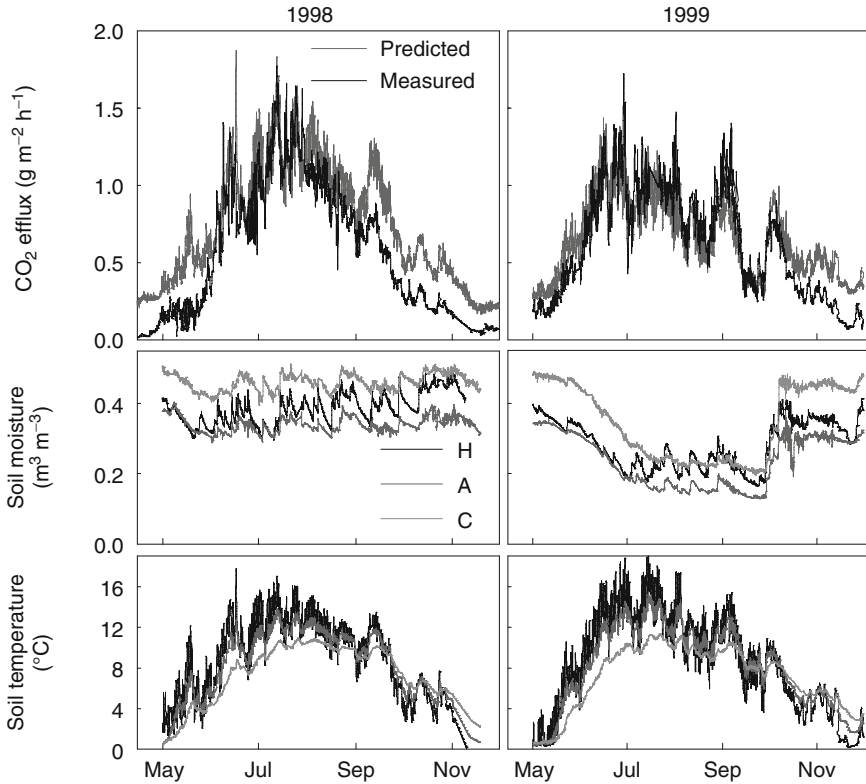 1998
1999
CO₂ efflux (g m⁻² h⁻¹)
2.0
1.5
1.0
0.5
0.0
Predicted
Measured
Soil moisture
(m³ m⁻³)
0.4
0.2
0.0
H
A
C
Soil temperature
(°C)
16
12
8
4
0
May
Jul
Sep
Nov
May
Jul
Sep
Nov